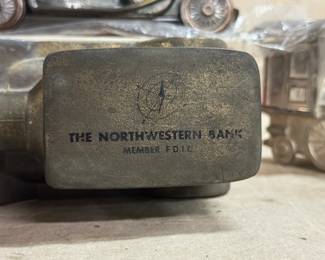 THE NORTHWESTERN BANK
MEMBER F.D.I.C.